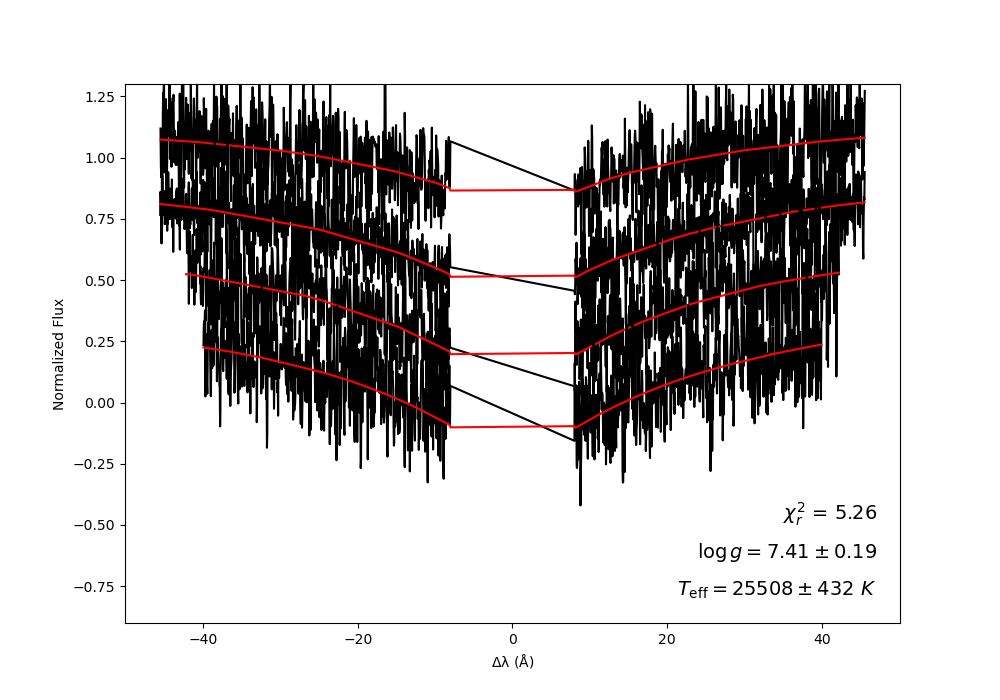 1.25
1.00
0.75
0.50
0.25
0.00
−0.25
−0.50
−0.75
Normalized Flux
χ²ᵣ = 5.26
log g = 7.41 ± 0.19
T_eff = 25508 ± 432 K
−40 −20 0 20 40
Δλ (Å)